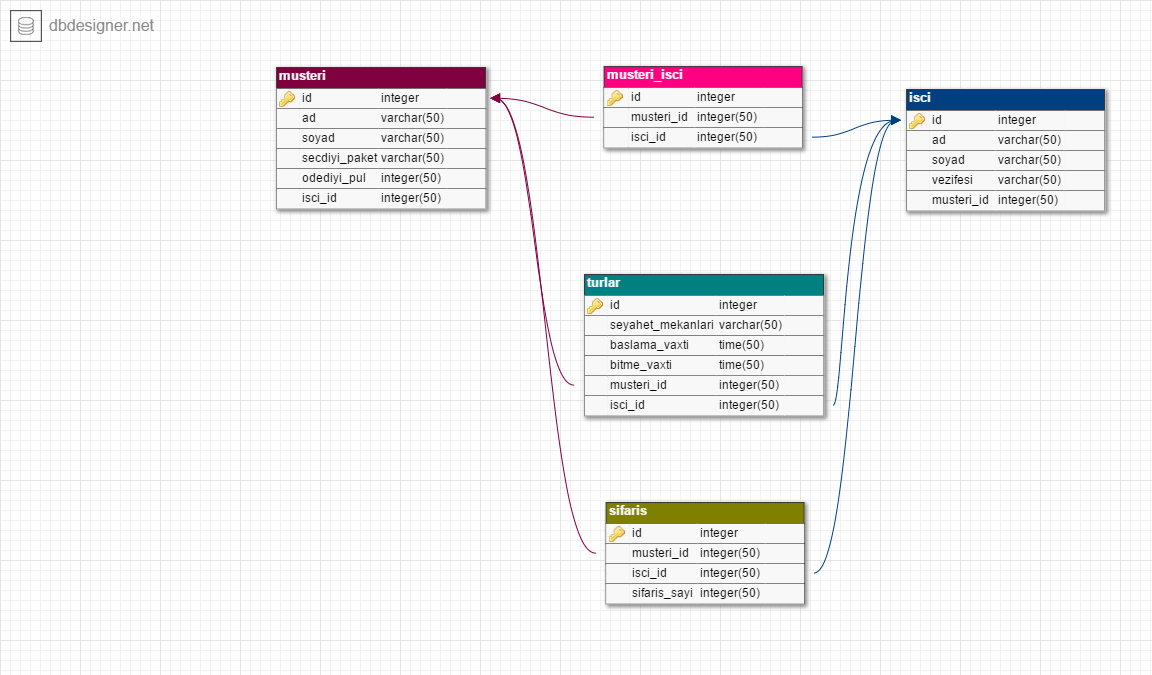 dbdesigner.net
musteri
id integer
ad varchar(50)
soyad varchar(50)
secdiyi_paket varchar(50)
odediyi_pul integer(50)
isci_id integer(50)
musteri_isci
id integer
musteri_id integer(50)
isci_id integer(50)
isci
id integer
ad varchar(50)
soyad varchar(50)
vezifesi varchar(50)
musteri_id integer(50)
turlar
id integer
seyahet_mekanlari varchar(50)
baslama_vaxti time(50)
bitme_vaxti time(50)
musteri_id integer(50)
isci_id integer(50)
sifaris
id integer
musteri_id integer(50)
isci_id integer(50)
sifaris_sayi integer(50)